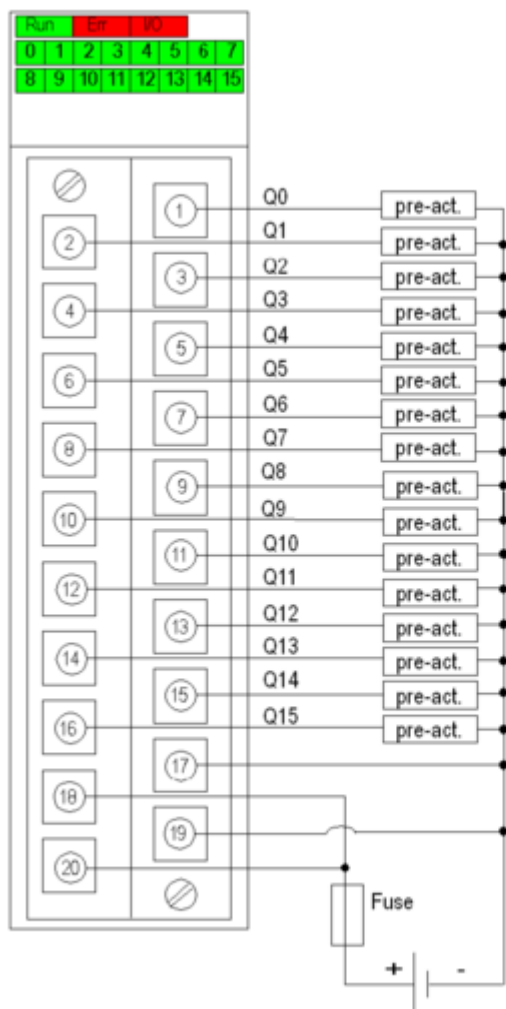 Run Err I/O
0 1 2 3 4 5 6 7
8 9 10 11 12 13 14 15
1 Q0 pre-act.
2 Q1 pre-act.
3 Q2 pre-act.
4 Q3 pre-act.
5 Q4 pre-act.
6 Q5 pre-act.
7 Q6 pre-act.
8 Q7 pre-act.
9 Q8 pre-act.
10 Q9 pre-act.
11 Q10 pre-act.
12 Q11 pre-act.
13 Q12 pre-act.
14 Q13 pre-act.
15 Q14 pre-act.
16 Q15 pre-act.
17
18
19
20
Fuse
+ -